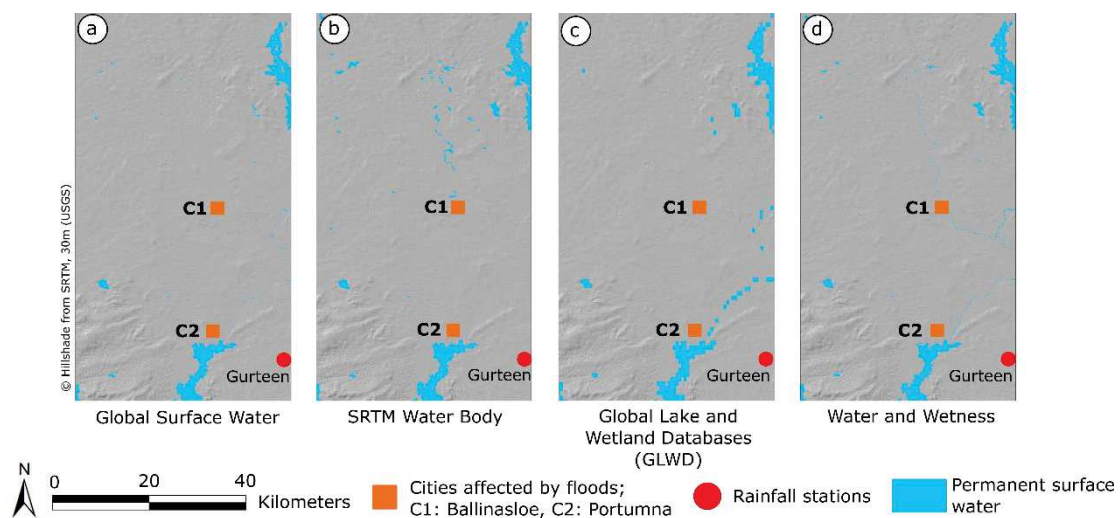 a
b
c
d
© Hillshade from SRTM, 30m (USGS)
C1
C1
C1
C1
C2
C2
C2
C2
Gurteen
Gurteen
Gurteen
Gurteen
Global Surface Water
SRTM Water Body
Global Lake and
Wetland Databases
(GLWD)
Water and Wetness
N
0 20 40
Kilometers
Cities affected by floods;
C1: Ballinasloe, C2: Portumna
Rainfall stations
Permanent surface
water